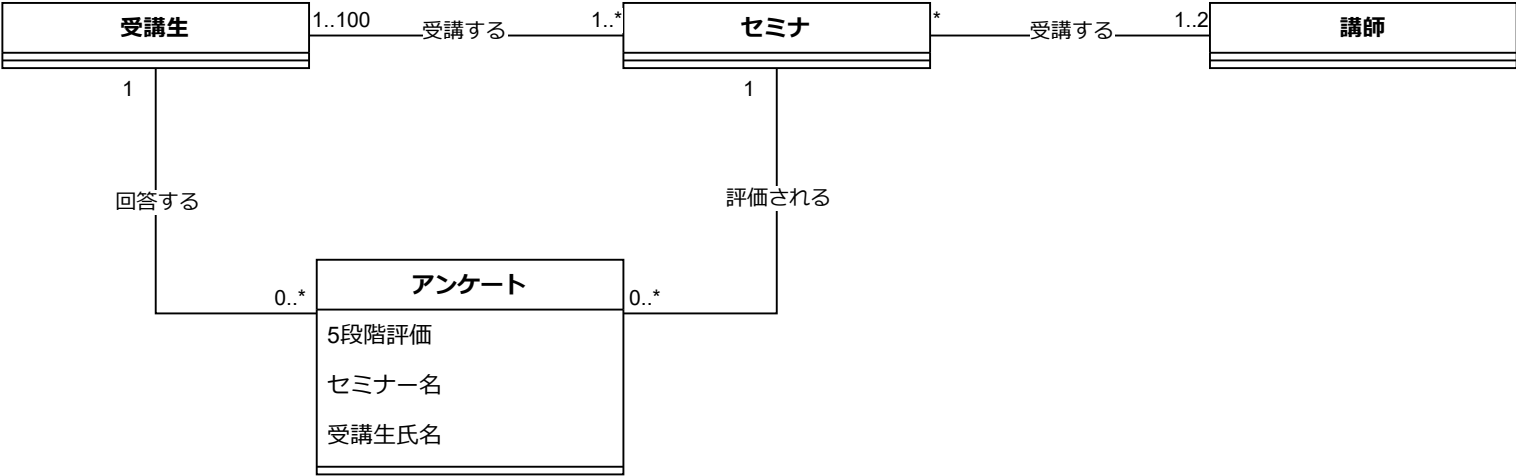 受講生
1..100
受講する
1..*
セミナ
*
受講する
1..2
講師
1
1
回答する
評価される
0..*
アンケート
0..*
5段階評価
セミナー名
受講生氏名